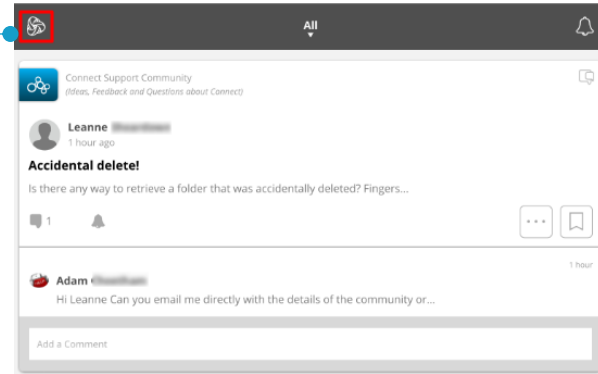 All
Connect Support Community
(Ideas, Feedback and Questions about Connect)
Leanne
1 hour ago
Accidental delete!
Is there any way to retrieve a folder that was accidentally deleted? Fingers...
1
1 hour
Adam
Hi Leanne Can you email me directly with the details of the community or...
Add a Comment